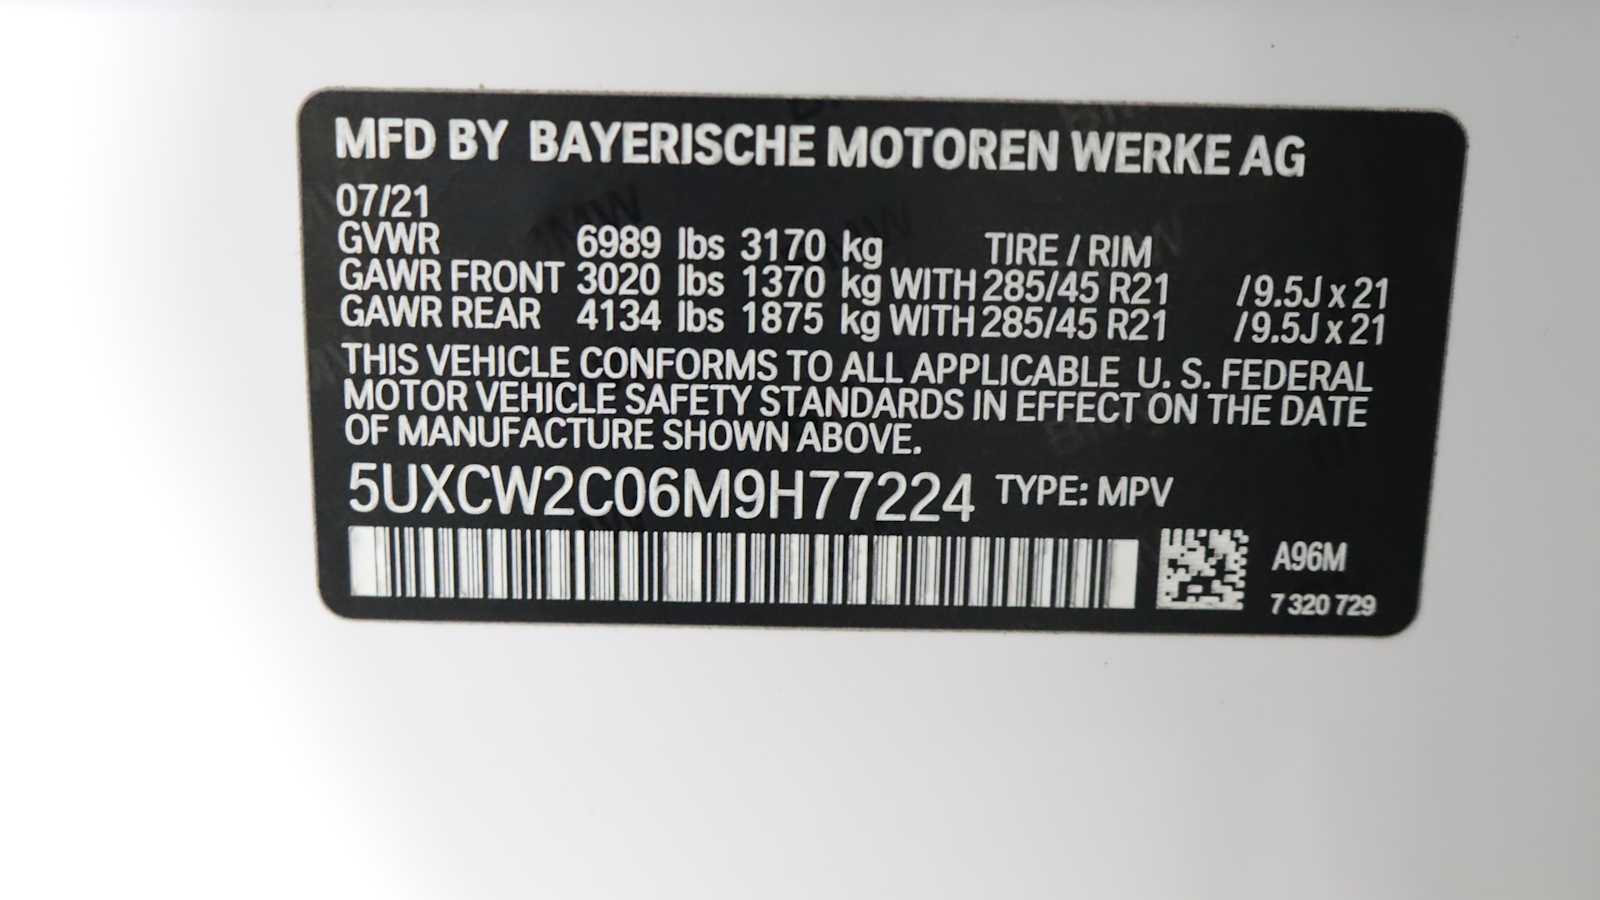 MFD BY BAYERISCHE MOTOREN WERKE AG
07/21
GVWR 6989 lbs 3170 kg TIRE / RIM
GAWR FRONT 3020 lbs 1370 kg WITH 285/45 R21 / 9.5J x 21
GAWR REAR 4134 lbs 1875 kg WITH 285/45 R21 / 9.5J x 21
THIS VEHICLE CONFORMS TO ALL APPLICABLE U. S. FEDERAL
MOTOR VEHICLE SAFETY STANDARDS IN EFFECT ON THE DATE
OF MANUFACTURE SHOWN ABOVE.
5UXCW2C06M9H77224 TYPE: MPV
A96M
7 320 729